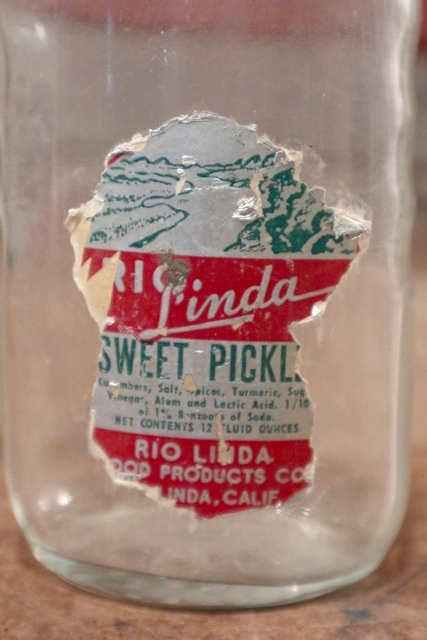 RIO
Linda
SWEET PICKL
Cucumbers, Salt, Spices, Turmeric, Sug
Vinegar, Alum and Lactic Acid. 1/10
of 1% Benzoate of Soda.
NET CONTENTS 12 FLUID OUNCES
RIO LINDA
OOD PRODUCTS CO
LINDA, CALIF.